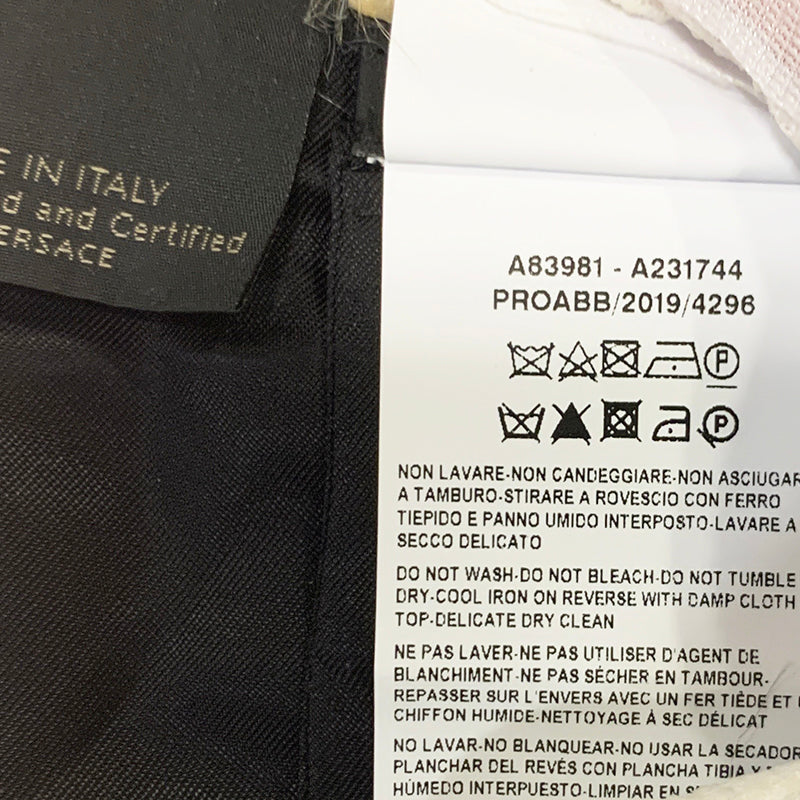 IN ITALY
and Certified
A83981 - A231744
PROABB/2019/4296
P
P
NON LAVARE-NON CANDEGGIARE-NON ASCIUGAR
A TAMBURO-STIRARE A ROVESCIO CON FERRO
TIEPIDO E PANNO UMIDO INTERPOSTO-LAVARE A
SECCO DELICATO
DO NOT WASH-DO NOT BLEACH-DO NOT TUMBLE
DRY-COOL IRON ON REVERSE WITH DAMP CLOTH
TOP-DELICATE DRY CLEAN
NE PAS LAVER-NE PAS UTILISER D'AGENT DE
BLANCHIMENT-NE PAS SÉCHER EN TAMBOUR-
REPASSER SUR L'ENVERS AVEC UN FER TIÈDE ET
CHIFFON HUMIDE-NETTOYAGE À SEC DÉLICAT
NO LAVAR-NO BLANQUEAR-NO USAR LA SECADOR
PLANCHAR DEL REVÉS CON PLANCHA TIBIA Y
HÚMEDO INTERPUESTO-LIMPIAR EN